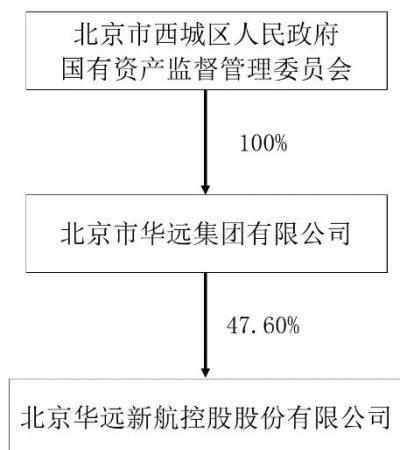 北京市西城区人民政府
国有资产监督管理委员会
100%
北京市华远集团有限公司
47.60%
北京华远新航控股股份有限公司